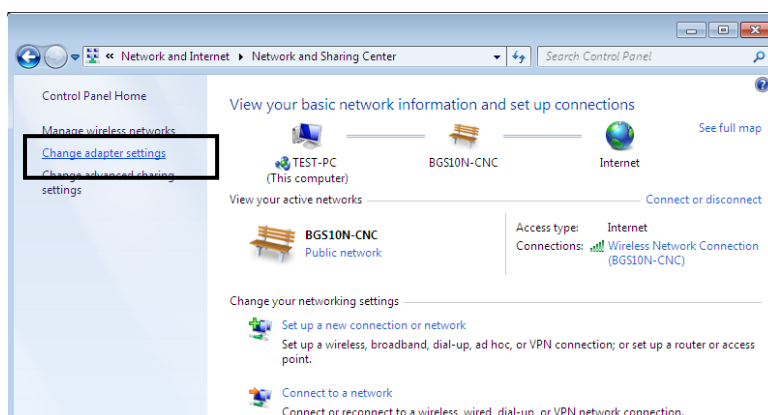 « Network and Internet ▸ Network and Sharing Center
Search Control Panel
Control Panel Home
Manage wireless networks
Change adapter settings
Change advanced sharing
settings
View your basic network information and set up connections
See full map
TEST-PC
(This computer)
BGS10N-CNC
Internet
View your active networks
Connect or disconnect
BGS10N-CNC
Public network
Access type: Internet
Connections: Wireless Network Connection
(BGS10N-CNC)
Change your networking settings
Set up a new connection or network
Set up a wireless, broadband, dial-up, ad hoc, or VPN connection; or set up a router or access
point.
Connect to a network
Connect or reconnect to a wireless, wired, dial-up, or VPN network connection.